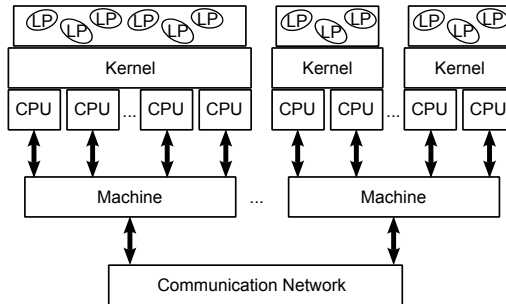 LP LP LP LP LP LP LP LP LP LP LP
Kernel Kernel Kernel
CPU CPU ... CPU CPU CPU CPU ... CPU CPU
Machine ... Machine
Communication Network